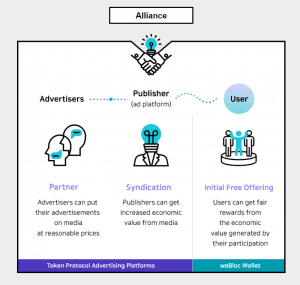 Alliance
Advertisers
Publisher
(ad platform)
User
Partner
Advertisers can put
their advertisements
on media
at reasonable prices
Syndication
Publishers can get
increased economic
value from media
Initial Free Offering
Users can get fair
rewards from
the economic
value generated by
their participation
Token Protocol Advertising Platforms
weBloc Wallet